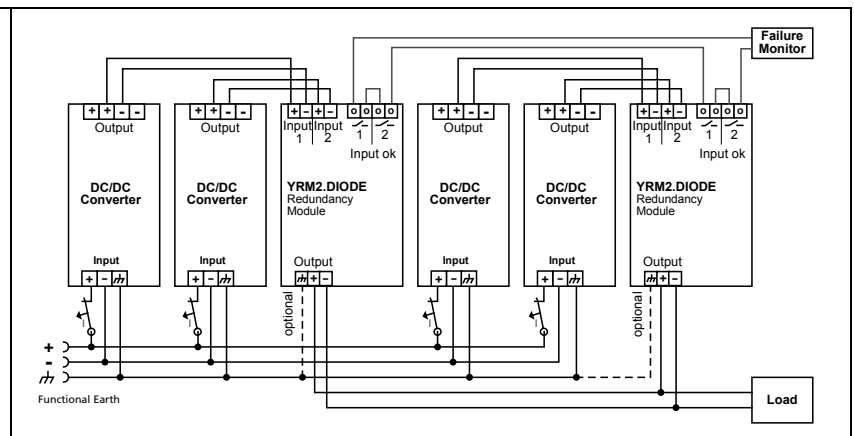 Failure
Monitor
+ + - -
Output
DC/DC
Converter
Input
+ -
+ + - -
Output
DC/DC
Converter
Input
+ -
+ - + -
Input Input
1 2
o o o o
1 2
Input ok
YRM2.DIODE
Redundancy
Module
Output
+ -
optional
+ + - -
Output
DC/DC
Converter
Input
+ -
+ + - -
Output
DC/DC
Converter
Input
+ -
+ - + -
Input Input
1 2
o o o o
1 2
Input ok
YRM2.DIODE
Redundancy
Module
Output
+ -
optional
I
I
I
I
+
-
Functional Earth
Load